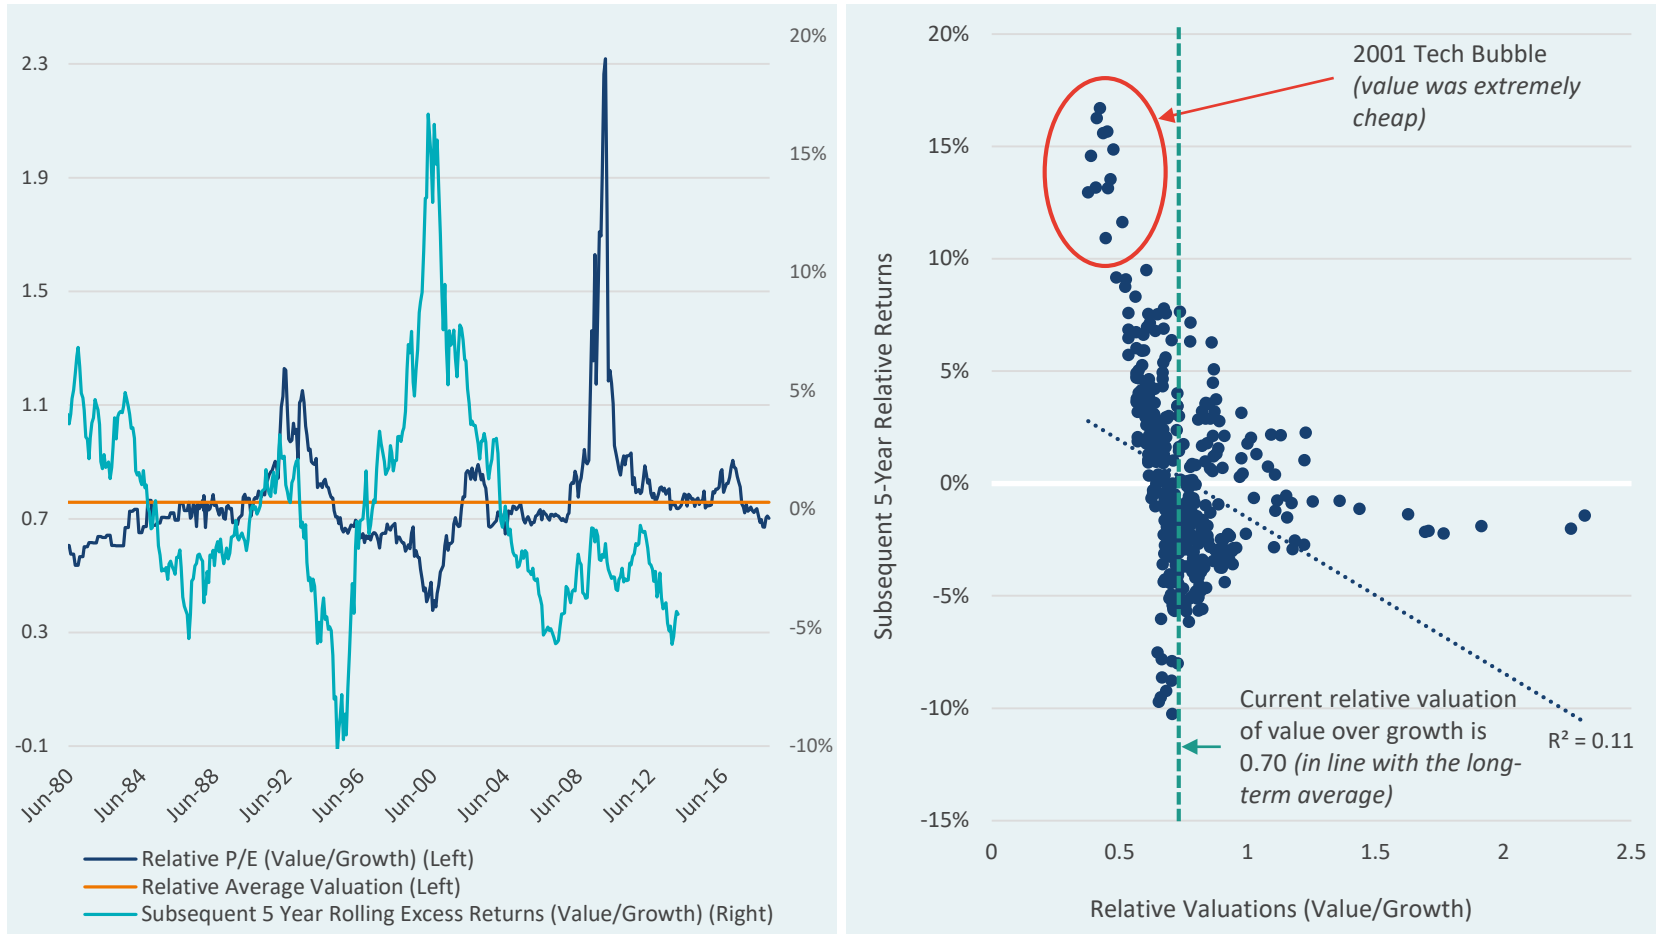 2.3
1.9
1.5
1.1
0.7
0.3
-0.1
20%
15%
10%
5%
0%
-5%
-10%
Jun-80
Jun-84
Jun-88
Jun-92
Jun-96
Jun-00
Jun-04
Jun-08
Jun-12
Jun-16
Relative P/E (Value/Growth) (Left)
Relative Average Valuation (Left)
Subsequent 5 Year Rolling Excess Returns (Value/Growth) (Right)
Subsequent 5-Year Relative Returns
20%
15%
10%
5%
0%
-5%
-10%
-15%
2001 Tech Bubble
(value was extremely
cheap)
Current relative valuation
of value over growth is
0.70 (in line with the long-
term average)
R² = 0.11
0
0.5
1
1.5
2
2.5
Relative Valuations (Value/Growth)